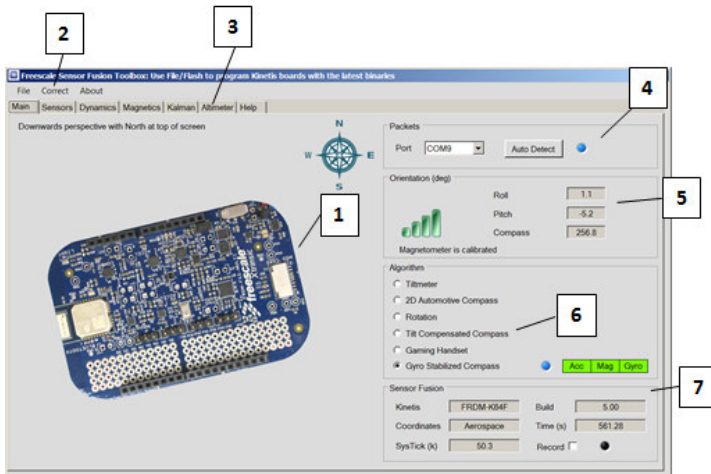 2
3
Freescale Sensor Fusion Toolbox: Use File/Flash to program Kinetis boards with the latest binaries
File Correct About
Main Sensors Dynamics Magnetics Kalman Altimeter Help
4
Downwards perspective with North at top of screen
N
W E
S
Packets
Port COM9 Auto Detect
Orientation (deg)
Roll 1.1
5
Pitch -5.2
Compass 256.8
Magnetometer is calibrated
1
freescale
Algorithm
Tiltmeter
2D Automotive Compass
Rotation
6
Tilt Compensated Compass
Gaming Handset
Gyro Stabilized Compass Acc Mag Gyro
7
Sensor Fusion
Kinetis FRDM-K64F Build 5.00
Coordinates Aerospace Time (s) 561.28
SysTick (k) 50.3 Record